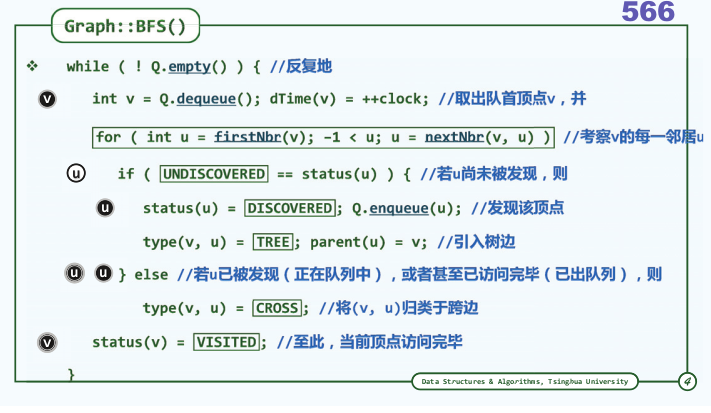 566
Graph::BFS()
❖ while ( ! Q.empty() ) { //反复地
v int v = Q.dequeue(); dTime(v) = ++clock; //取出队首顶点v，并
for ( int u = firstNbr(v); -1 < u; u = nextNbr(v, u) ) //考察v的每一邻居u
u if ( UNDISCOVERED == status(u) ) { //若u尚未被发现，则
u status(u) = DISCOVERED; Q.enqueue(u); //发现该顶点
type(v, u) = TREE; parent(u) = v; //引入树边
u u } else //若u已被发现（正在队列中），或者甚至已访问完毕（已出队列），则
type(v, u) = CROSS; //将(v, u)归类于跨边
v status(v) = VISITED; //至此，当前顶点访问完毕
}
Data Structures & Algorithms, Tsinghua University 4